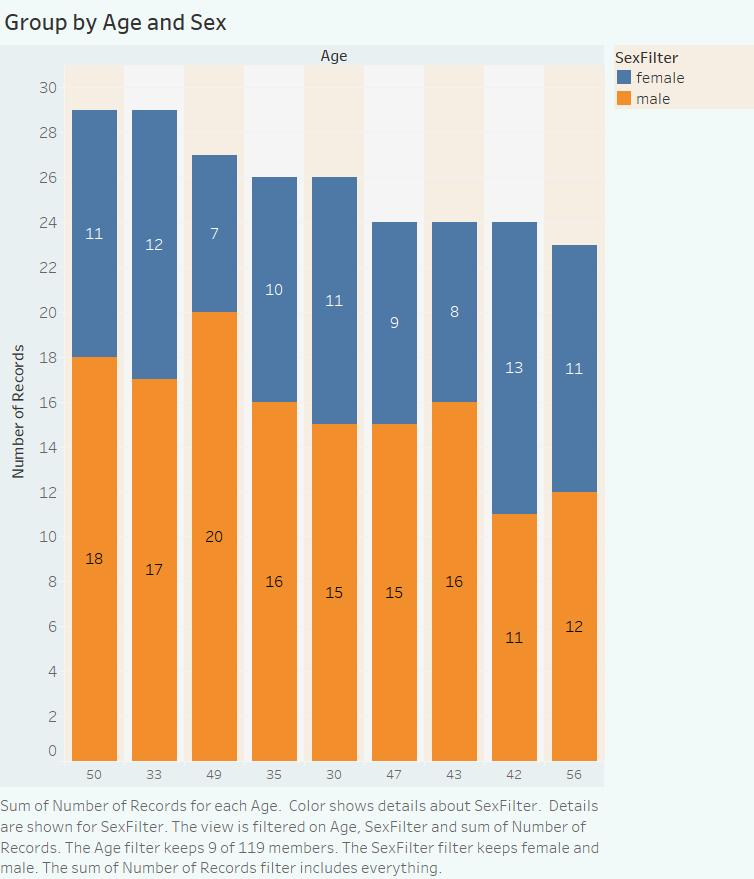 Group by Age and Sex
Age
SexFilter
female
male
Number of Records
30
28
26
24
22
20
18
16
14
12
10
8
6
4
2
0
11 12 7 10 11 9 8 13 11
18 17 20 16 15 15 16 11 12
50 33 49 35 30 47 43 42 56
Sum of Number of Records for each Age.  Color shows details about SexFilter.  Details
are shown for SexFilter. The view is filtered on Age, SexFilter and sum of Number of
Records. The Age filter keeps 9 of 119 members. The SexFilter filter keeps female and
male. The sum of Number of Records filter includes everything.